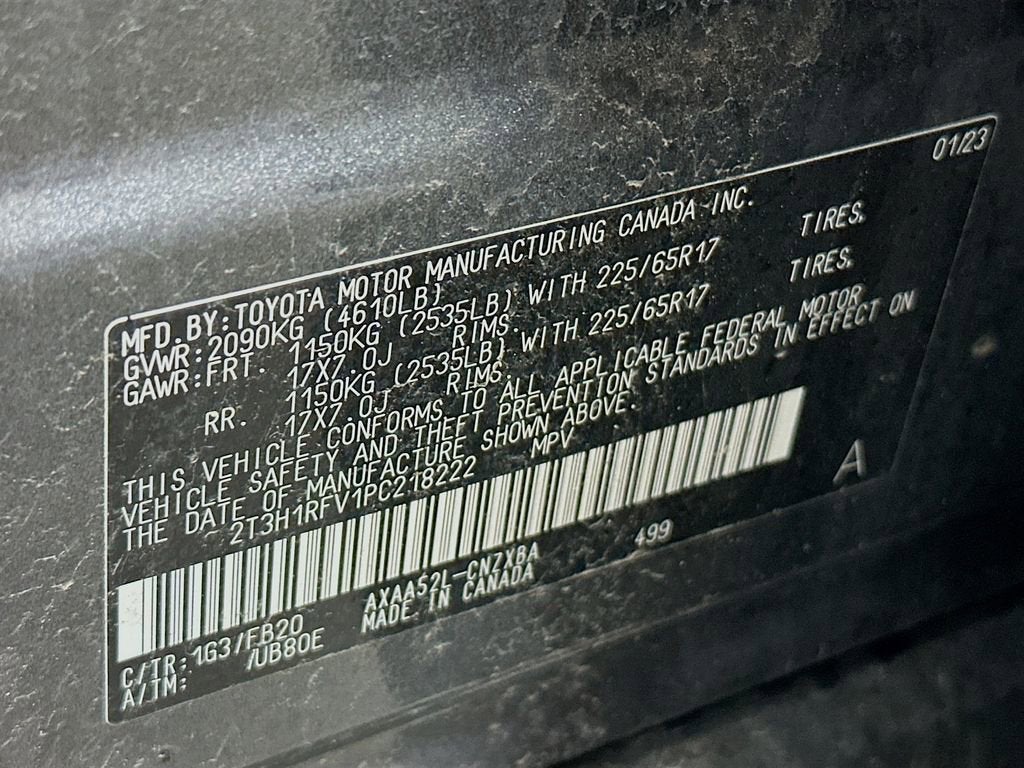 01/23
MFD.BY:TOYOTA MOTOR MANUFACTURING CANADA INC.
GVWR:2090KG (4610LB)
GAWR:FRT. 1150KG (2535LB) WITH 225/65R17 TIRES.
17X7.0J RIMS.
RR. 1150KG (2535LB) WITH 225/65R17 TIRES.
17X7.0J RIMS.
THIS VEHICLE CONFORMS TO ALL APPLICABLE FEDERAL MOTOR
VEHICLE SAFETY AND THEFT PREVENTION STANDARDS IN EFFECT ON
THE DATE OF MANUFACTURE SHOWN ABOVE.
2T3H1RFV1PC218222 MPV
A
C/TR:1G3/FB20 AXAA52L-CNZXBA 499
A/TM: /UB80E MADE IN CANADA